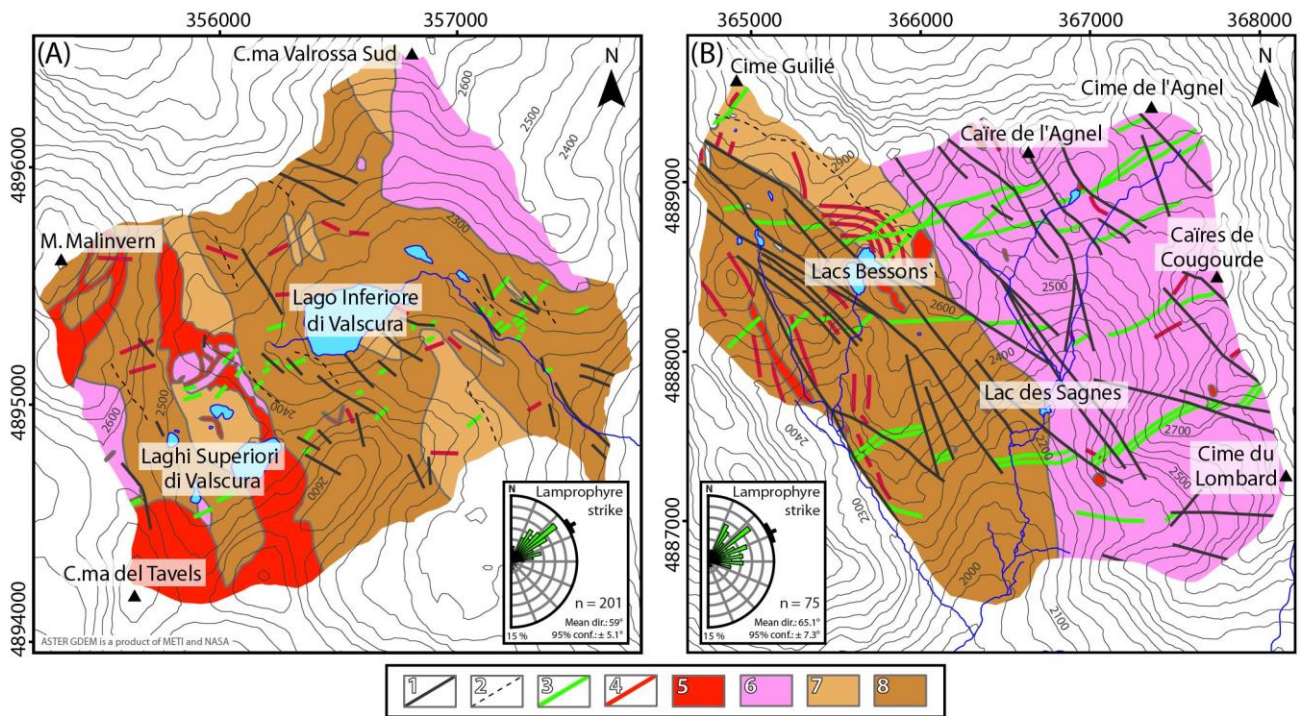 356000
357000
(A)
C.ma Valrossa Sud
N
2600
2500
2400
4896000
2300
M. Malinvern
Lago Inferiore
di Valscura
4895000
2600
2500
2400
Laghi Superiori
di Valscura
2600
C.ma del Tavels
4894000
ASTER GDEM is a product of METI and NASA
N
Lamprophyre
strike
n = 201
Mean dir.: 59°
95% conf.: ± 5.1°
15 %
365000
366000
367000
368000
(B)
Cime Guilié
N
Cime de l'Agnel
Caïre de l'Agnel
2900
4889000
Caïres de
Cougourde
Lacs Bessons
2500
2600
4888000
2400
Lac des Sagnes
2400
2700
2200
Cime du
Lombard
2500
2300
4887000
2000
2100
N
Lamprophyre
strike
n = 75
Mean dir.: 65.1°
95% conf.: ± 7.3°
15 %
1
2
3
4
5
6
7
8